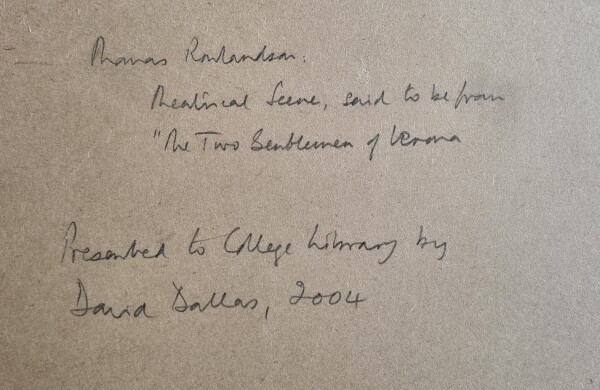 Thomas Rowlandson.
Theatrical Scene, said to be from
"The Two Gentlemen of Verona
Presented to College Library by
David Dallas, 2004